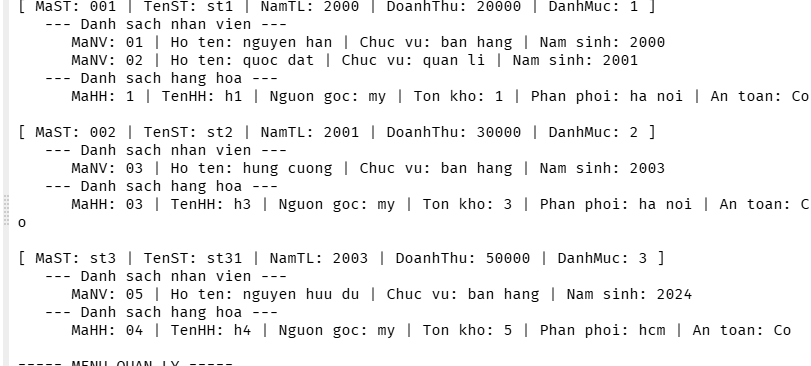 [ MaST: 001 | TenST: st1 | NamTL: 2000 | DoanhThu: 20000 | DanhMuc: 1 ]
--- Danh sach nhan vien ---
MaNV: 01 | Ho ten: nguyen han | Chuc vu: ban hang | Nam sinh: 2000
MaNV: 02 | Ho ten: quoc dat | Chuc vu: quan li | Nam sinh: 2001
--- Danh sach hang hoa ---
MaHH: 1 | TenHH: h1 | Nguon goc: my | Ton kho: 1 | Phan phoi: ha noi | An toan: Co
[ MaST: 002 | TenST: st2 | NamTL: 2001 | DoanhThu: 30000 | DanhMuc: 2 ]
--- Danh sach nhan vien ---
MaNV: 03 | Ho ten: hung cuong | Chuc vu: ban hang | Nam sinh: 2003
--- Danh sach hang hoa ---
MaHH: 03 | TenHH: h3 | Nguon goc: my | Ton kho: 3 | Phan phoi: ha noi | An toan: C
o
[ MaST: st3 | TenST: st31 | NamTL: 2003 | DoanhThu: 50000 | DanhMuc: 3 ]
--- Danh sach nhan vien ---
MaNV: 05 | Ho ten: nguyen huu du | Chuc vu: ban hang | Nam sinh: 2024
--- Danh sach hang hoa ---
MaHH: 04 | TenHH: h4 | Nguon goc: my | Ton kho: 5 | Phan phoi: hcm | An toan: Co
----- MENU QUAN LY -----